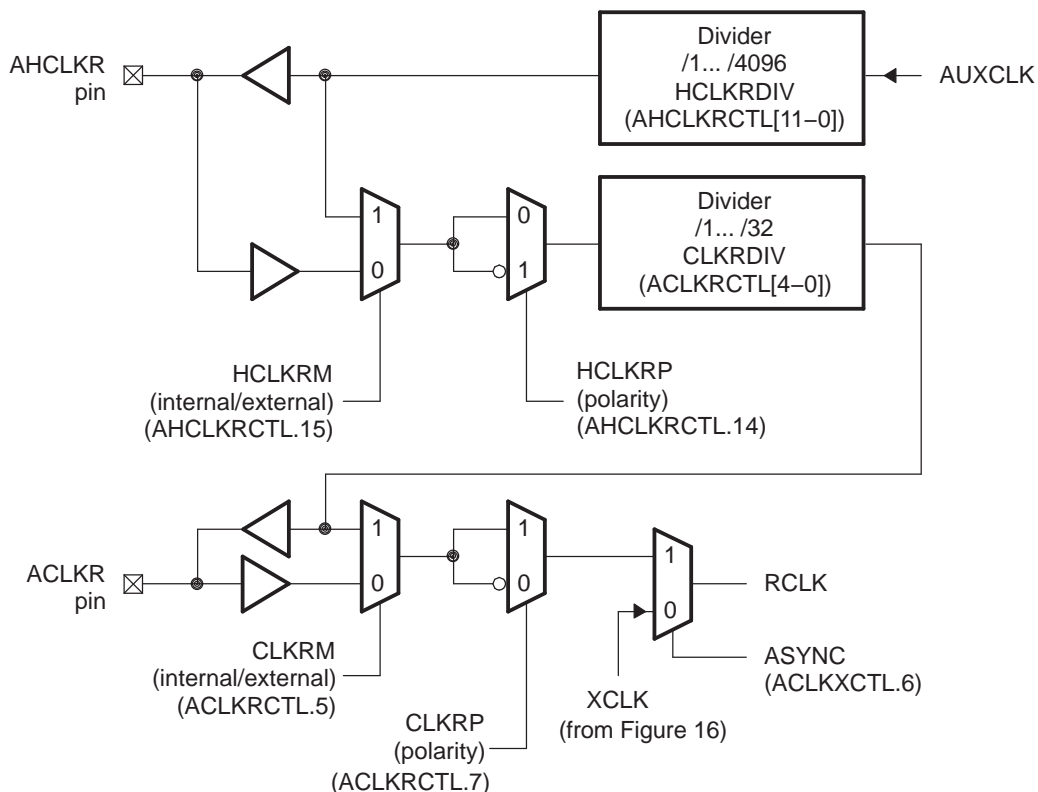 Divider
/1... /4096
HCLKRDIV
(AHCLKRCTL[11–0])
AHCLKR
pin
AUXCLK
Divider
/1... /32
CLKRDIV
(ACLKRCTL[4–0])
1
0
0
1
HCLKRM
(internal/external)
(AHCLKRCTL.15)
HCLKRP
(polarity)
(AHCLKRCTL.14)
ACLKR
pin
1
0
1
0
1
0
RCLK
CLKRM
(internal/external)
(ACLKRCTL.5)
ASYNC
(ACLKXCTL.6)
XCLK
(from Figure 16)
CLKRP
(polarity)
(ACLKRCTL.7)